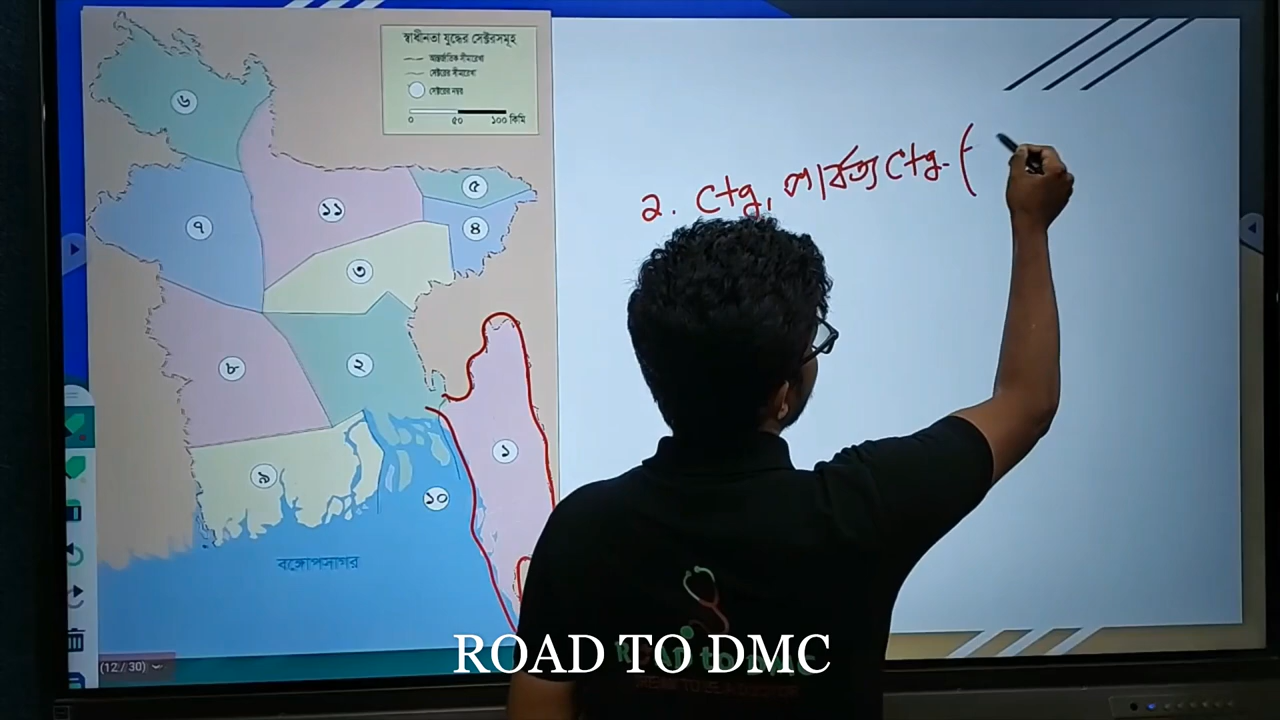 স্বাধীনতা যুদ্ধের সেক্টরসমূহ
আন্তর্জাতিক সীমারেখা
সেক্টরের সীমারেখা
সেক্টরের নম্বর
০ ৫০ ১০০ কিমি
৬
৭
১১
৫
৪
৩
৮
২
১
৯
১০
বঙ্গোপসাগর
১. Ctg, পার্বত্য Ctg. (
ROAD TO DMC
(12 / 30)